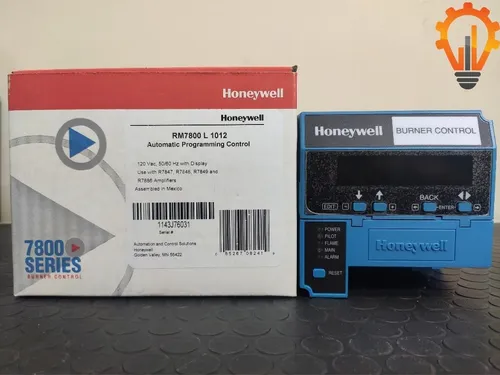 Honeywell
RM7800 L 1012
Automatic Programming Control
120 Vac, 50/60 Hz with Display
Use with R7847, R7848, R7849 and
R7886 Amplifiers
Assembled in Mexico
1143J76031
Serial #
Automation and Control Solutions
Honeywell
Golden Valley, MN 55422
7800
SERIES
BURNER CONTROL
Honeywell
BURNER CONTROL
EDIT
BACK
ENTER
POWER
PILOT
FLAME
MAIN
ALARM
RESET
Honeywell